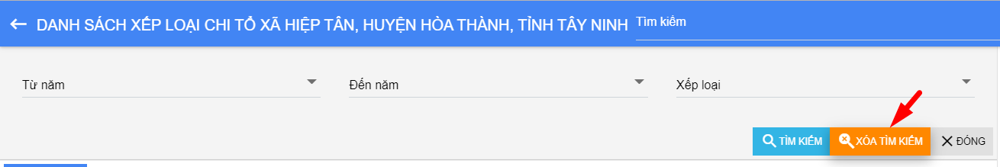 DANH SÁCH XẾP LOẠI CHI TỔ XÃ HIỆP TÂN, HUYỆN HÒA THÀNH, TỈNH TÂY NINH Tìm kiếm
Từ năm Đến năm Xếp loại
TÌM KIẾM XÓA TÌM KIẾM ĐÓNG